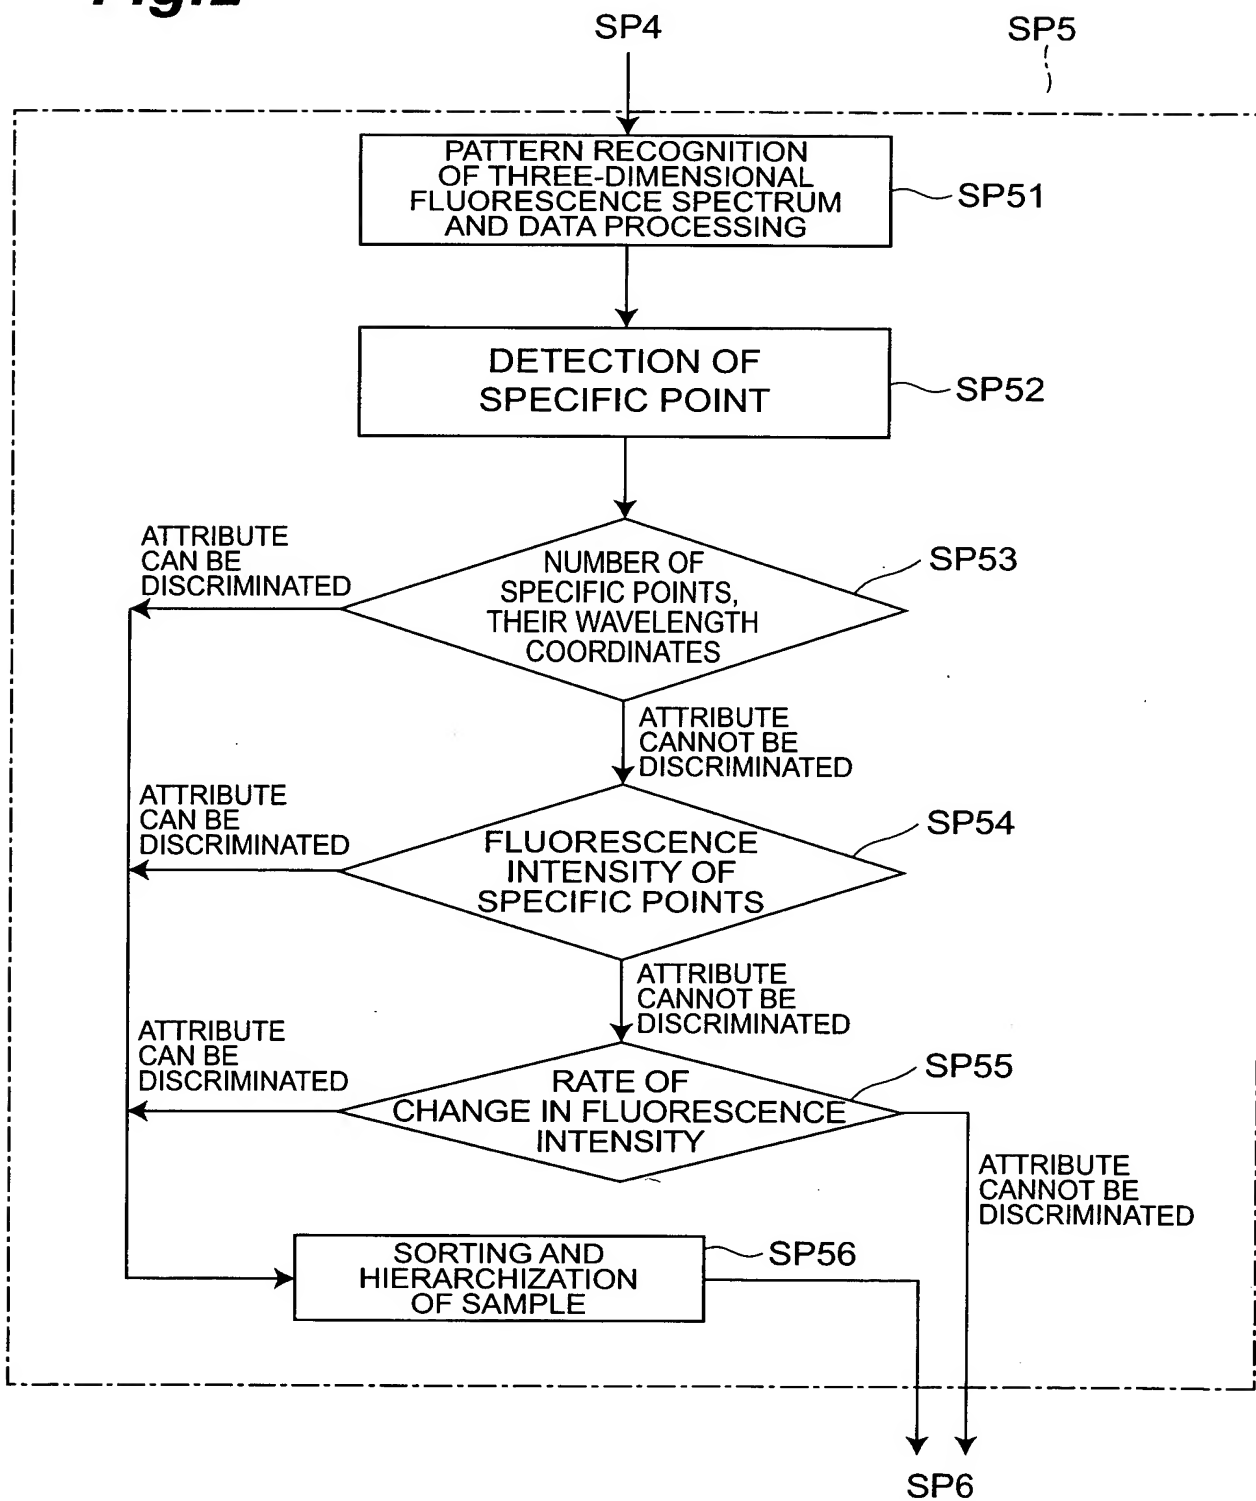 Fig.2
SP4
SP5
PATTERN RECOGNITION
OF THREE-DIMENSIONAL
FLUORESCENCE SPECTRUM
AND DATA PROCESSING
SP51
DETECTION OF
SPECIFIC POINT
SP52
ATTRIBUTE
CAN BE
DISCRIMINATED
NUMBER OF
SPECIFIC POINTS,
THEIR WAVELENGTH
COORDINATES
SP53
ATTRIBUTE
CANNOT BE
DISCRIMINATED
ATTRIBUTE
CAN BE
DISCRIMINATED
FLUORESCENCE
INTENSITY OF
SPECIFIC POINTS
SP54
ATTRIBUTE
CANNOT BE
DISCRIMINATED
ATTRIBUTE
CAN BE
DISCRIMINATED
RATE OF
CHANGE IN FLUORESCENCE
INTENSITY
SP55
ATTRIBUTE
CANNOT BE
DISCRIMINATED
SORTING AND
HIERARCHIZATION
OF SAMPLE
SP56
SP6